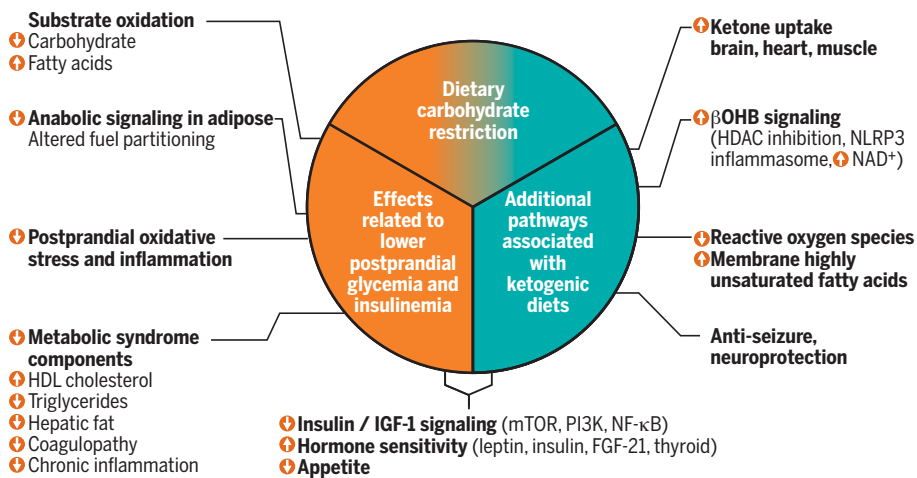 Substrate oxidation
Carbohydrate
Fatty acids
Anabolic signaling in adipose
Altered fuel partitioning
Postprandial oxidative
stress and inflammation
Metabolic syndrome
components
HDL cholesterol
Triglycerides
Hepatic fat
Coagulopathy
Chronic inflammation
Dietary
carbohydrate
restriction
Effects
related to
lower
postprandial
glycemia and
insulinemia
Additional
pathways
associated
with
ketogenic
diets
Ketone uptake
brain, heart, muscle
βOHB signaling
(HDAC inhibition, NLRP3
inflammasome, NAD⁺)
Reactive oxygen species
Membrane highly
unsaturated fatty acids
Anti-seizure,
neuroprotection
Insulin / IGF-1 signaling (mTOR, PI3K, NF-κB)
Hormone sensitivity (leptin, insulin, FGF-21, thyroid)
Appetite